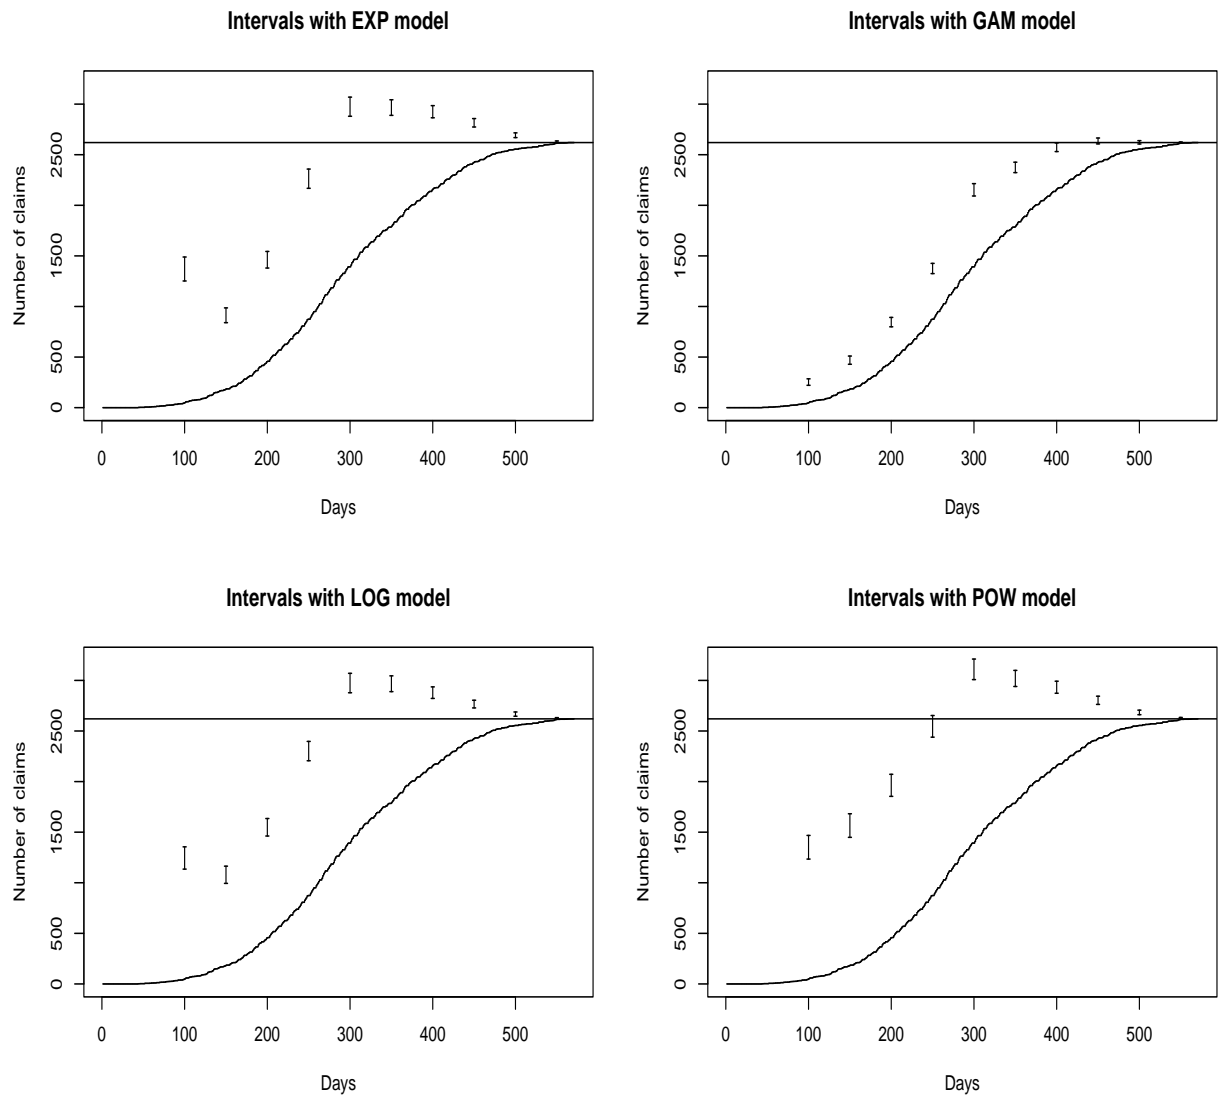 Intervals with EXP model
Number of claims
2500
1500
500
0
0 100 200 300 400 500
Days
Intervals with GAM model
Number of claims
2500
1500
500
0
0 100 200 300 400 500
Days
Intervals with LOG model
Number of claims
2500
1500
500
0
0 100 200 300 400 500
Days
Intervals with POW model
Number of claims
2500
1500
500
0
0 100 200 300 400 500
Days